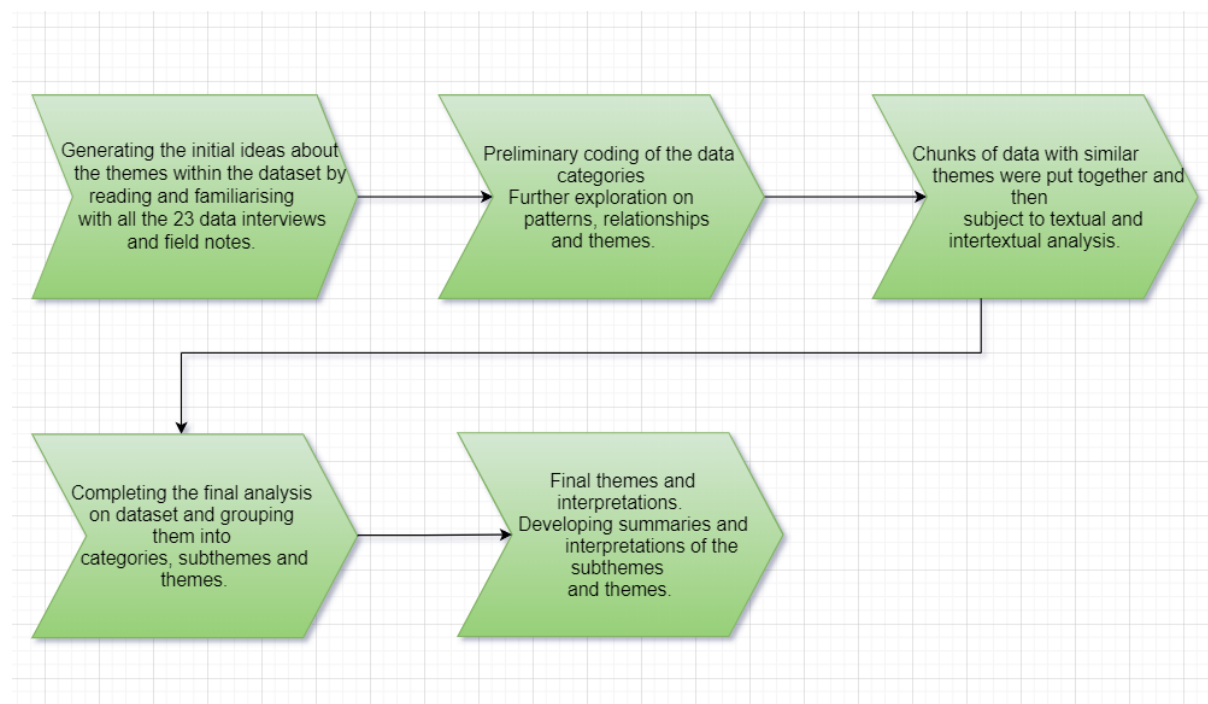 Generating the initial ideas about
the themes within the dataset by
reading and familiarising
with all the 23 data interviews
and field notes.
Preliminary coding of the data
categories
Further exploration on
patterns, relationships
and themes.
Chunks of data with similar
themes were put together and
then
subject to textual and
intertextual analysis.
Completing the final analysis
on dataset and grouping
them into
categories, subthemes and
themes.
Final themes and
interpretations.
Developing summaries and
interpretations of the
subthemes
and themes.